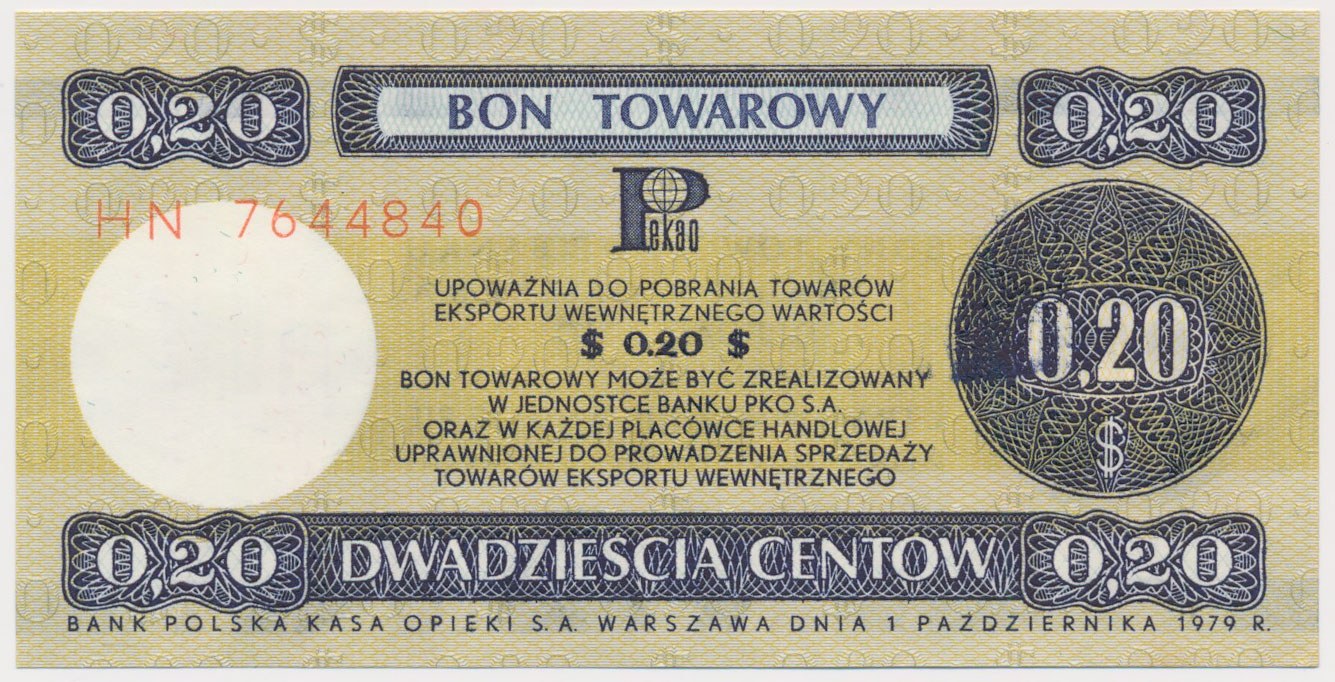 0,20 BON TOWAROWY 0,20
HN 7644840
Pekao
UPOWAŻNIA DO POBRANIA TOWARÓW
EKSPORTU WEWNĘTRZNEGO WARTOŚCI
$ 0.20 $
BON TOWAROWY MOŻE BYĆ ZREALIZOWANY
W JEDNOSTCE BANKU PKO S.A.
ORAZ W KAŻDEJ PLACÓWCE HANDLOWEJ
UPRAWNIONEJ DO PROWADZENIA SPRZEDAŻY
TOWARÓW EKSPORTU WEWNĘTRZNEGO
0,20
$
0,20 DWADZIEŚCIA CENTÓW 0,20
BANK POLSKA KASA OPIEKI S.A. WARSZAWA DNIA 1 PAŹDZIERNIKA 1979 R.